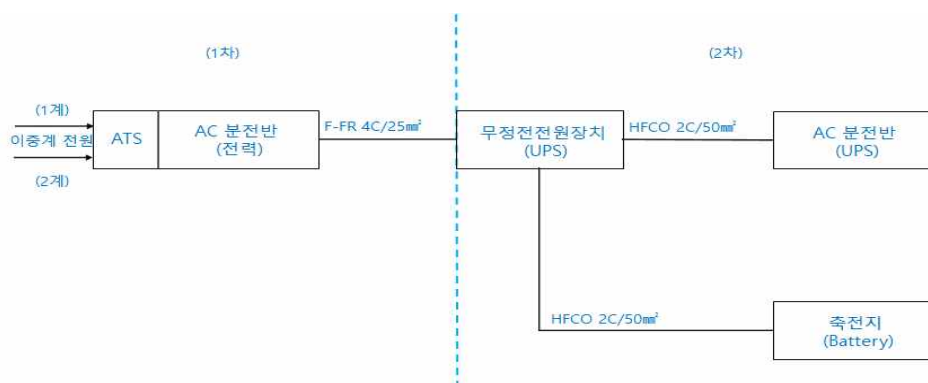 (1차)
(2차)
(1계)
이중계 전원
(2계)
ATS
AC 분전반
(전력)
F-FR 4C/25㎟
무정전전원장치
(UPS)
HFCO 2C/50㎟
AC 분전반
(UPS)
HFCO 2C/50㎟
축전지
(Battery)